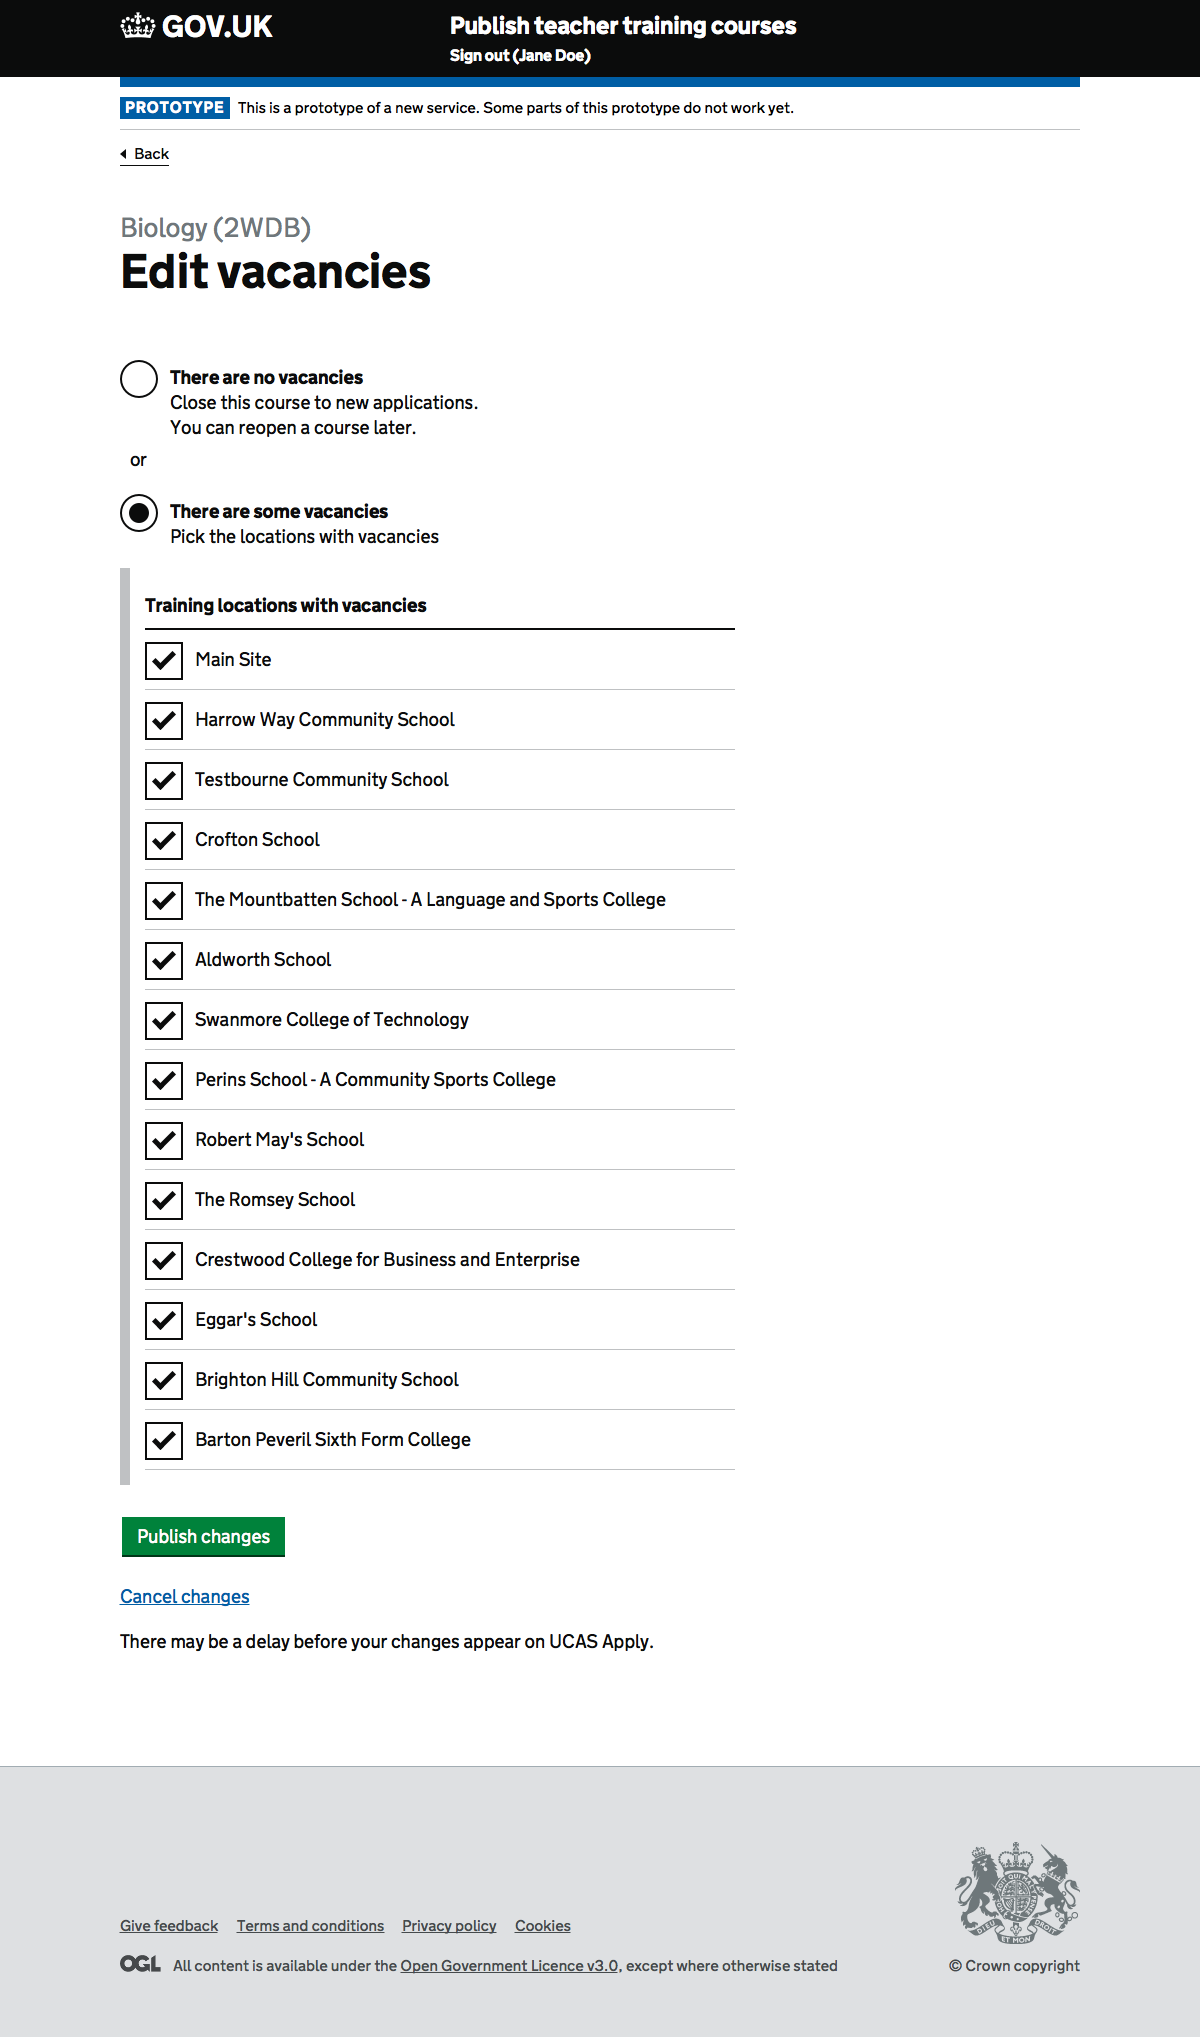 GOV.UK
Publish teacher training courses
Sign out (Jane Doe)
PROTOTYPE This is a prototype of a new service. Some parts of this prototype do not work yet.
Back
Biology (2WDB)
Edit vacancies
There are no vacancies
Close this course to new applications.
You can reopen a course later.
or
There are some vacancies
Pick the locations with vacancies
Training locations with vacancies
Main Site
Harrow Way Community School
Testbourne Community School
Crofton School
The Mountbatten School - A Language and Sports College
Aldworth School
Swanmore College of Technology
Perins School - A Community Sports College
Robert May's School
The Romsey School
Crestwood College for Business and Enterprise
Eggar's School
Brighton Hill Community School
Barton Peveril Sixth Form College
Publish changes
Cancel changes
There may be a delay before your changes appear on UCAS Apply.
Give feedback Terms and conditions Privacy policy Cookies
OGL All content is available under the Open Government Licence v3.0, except where otherwise stated
DIEU ET MON DROIT
© Crown copyright